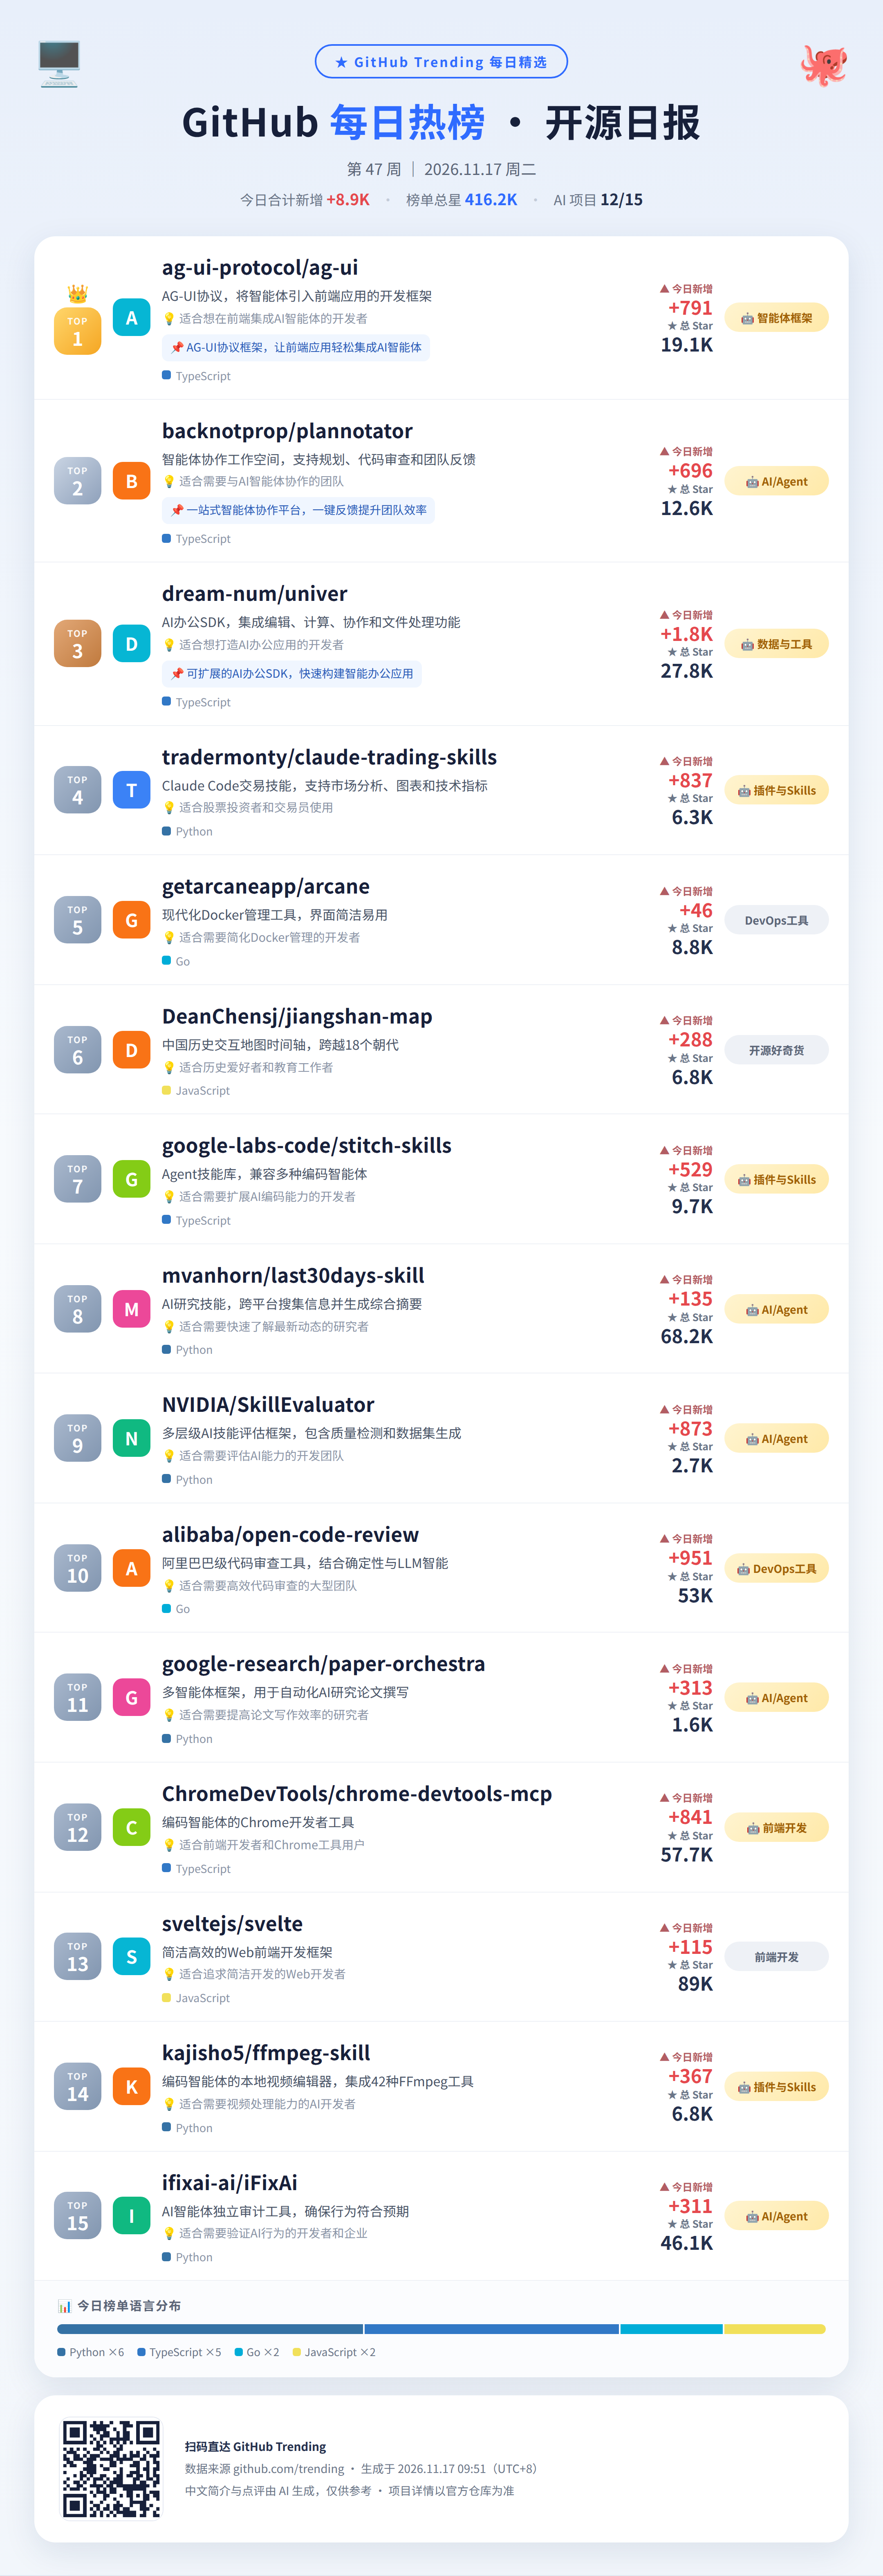 ★ GitHub Trending 每日精选
GitHub 每日热榜 · 开源日报
第 47 周 | 2026.11.17 周二
今日合计新增 +8.9K · 榜单总星 416.2K · AI 项目 12/15
TOP 1
A
ag-ui-protocol/ag-ui
AG-UI协议，将智能体引入前端应用的开发框架
💡 适合想在前端集成AI智能体的开发者
📌 AG-UI协议框架，让前端应用轻松集成AI智能体
TypeScript
▲ 今日新增
+791
★ 总 Star
19.1K
🤖 智能体框架
TOP 2
B
backnotprop/plannotator
智能体协作工作空间，支持规划、代码审查和团队反馈
💡 适合需要与AI智能体协作的团队
📌 一站式智能体协作平台，一键反馈提升团队效率
TypeScript
▲ 今日新增
+696
★ 总 Star
12.6K
🤖 AI/Agent
TOP 3
D
dream-num/univer
AI办公SDK，集成编辑、计算、协作和文件处理功能
💡 适合想打造AI办公应用的开发者
📌 可扩展的AI办公SDK，快速构建智能办公应用
TypeScript
▲ 今日新增
+1.8K
★ 总 Star
27.8K
🤖 数据与工具
TOP 4
T
tradermonty/claude-trading-skills
Claude Code交易技能，支持市场分析、图表和技术指标
💡 适合股票投资者和交易员使用
Python
▲ 今日新增
+837
★ 总 Star
6.3K
🤖 插件与Skills
TOP 5
G
getarcaneapp/arcane
现代化Docker管理工具，界面简洁易用
💡 适合需要简化Docker管理的开发者
Go
▲ 今日新增
+46
★ 总 Star
8.8K
DevOps工具
TOP 6
D
DeanChensj/jiangshan-map
中国历史交互地图时间轴，跨越18个朝代
💡 适合历史爱好者和教育工作者
JavaScript
▲ 今日新增
+288
★ 总 Star
6.8K
开源好奇货
TOP 7
G
google-labs-code/stitch-skills
Agent技能库，兼容多种编码智能体
💡 适合需要扩展AI编码能力的开发者
TypeScript
▲ 今日新增
+529
★ 总 Star
9.7K
🤖 插件与Skills
TOP 8
M
mvanhorn/last30days-skill
AI研究技能，跨平台搜集信息并生成综合摘要
💡 适合需要快速了解最新动态的研究者
Python
▲ 今日新增
+135
★ 总 Star
68.2K
🤖 AI/Agent
TOP 9
N
NVIDIA/SkillEvaluator
多层级AI技能评估框架，包含质量检测和数据集生成
💡 适合需要评估AI能力的开发团队
Python
▲ 今日新增
+873
★ 总 Star
2.7K
🤖 AI/Agent
TOP 10
A
alibaba/open-code-review
阿里巴巴级代码审查工具，结合确定性与LLM智能
💡 适合需要高效代码审查的大型团队
Go
▲ 今日新增
+951
★ 总 Star
53K
🤖 DevOps工具
TOP 11
G
google-research/paper-orchestra
多智能体框架，用于自动化AI研究论文撰写
💡 适合需要提高论文写作效率的研究者
Python
▲ 今日新增
+313
★ 总 Star
1.6K
🤖 AI/Agent
TOP 12
C
ChromeDevTools/chrome-devtools-mcp
编码智能体的Chrome开发者工具
💡 适合前端开发者和Chrome工具用户
TypeScript
▲ 今日新增
+841
★ 总 Star
57.7K
🤖 前端开发
TOP 13
S
sveltejs/svelte
简洁高效的Web前端开发框架
💡 适合追求简洁开发的Web开发者
JavaScript
▲ 今日新增
+115
★ 总 Star
89K
前端开发
TOP 14
K
kajisho5/ffmpeg-skill
编码智能体的本地视频编辑器，集成42种FFmpeg工具
💡 适合需要视频处理能力的AI开发者
Python
▲ 今日新增
+367
★ 总 Star
6.8K
🤖 插件与Skills
TOP 15
I
ifixai-ai/iFixAi
AI智能体独立审计工具，确保行为符合预期
💡 适合需要验证AI行为的开发者和企业
Python
▲ 今日新增
+311
★ 总 Star
46.1K
🤖 AI/Agent
📊 今日榜单语言分布
Python ×6 TypeScript ×5 Go ×2 JavaScript ×2
扫码直达 GitHub Trending
数据来源 github.com/trending · 生成于 2026.11.17 09:51（UTC+8）
中文简介与点评由 AI 生成，仅供参考 · 项目详情以官方仓库为准